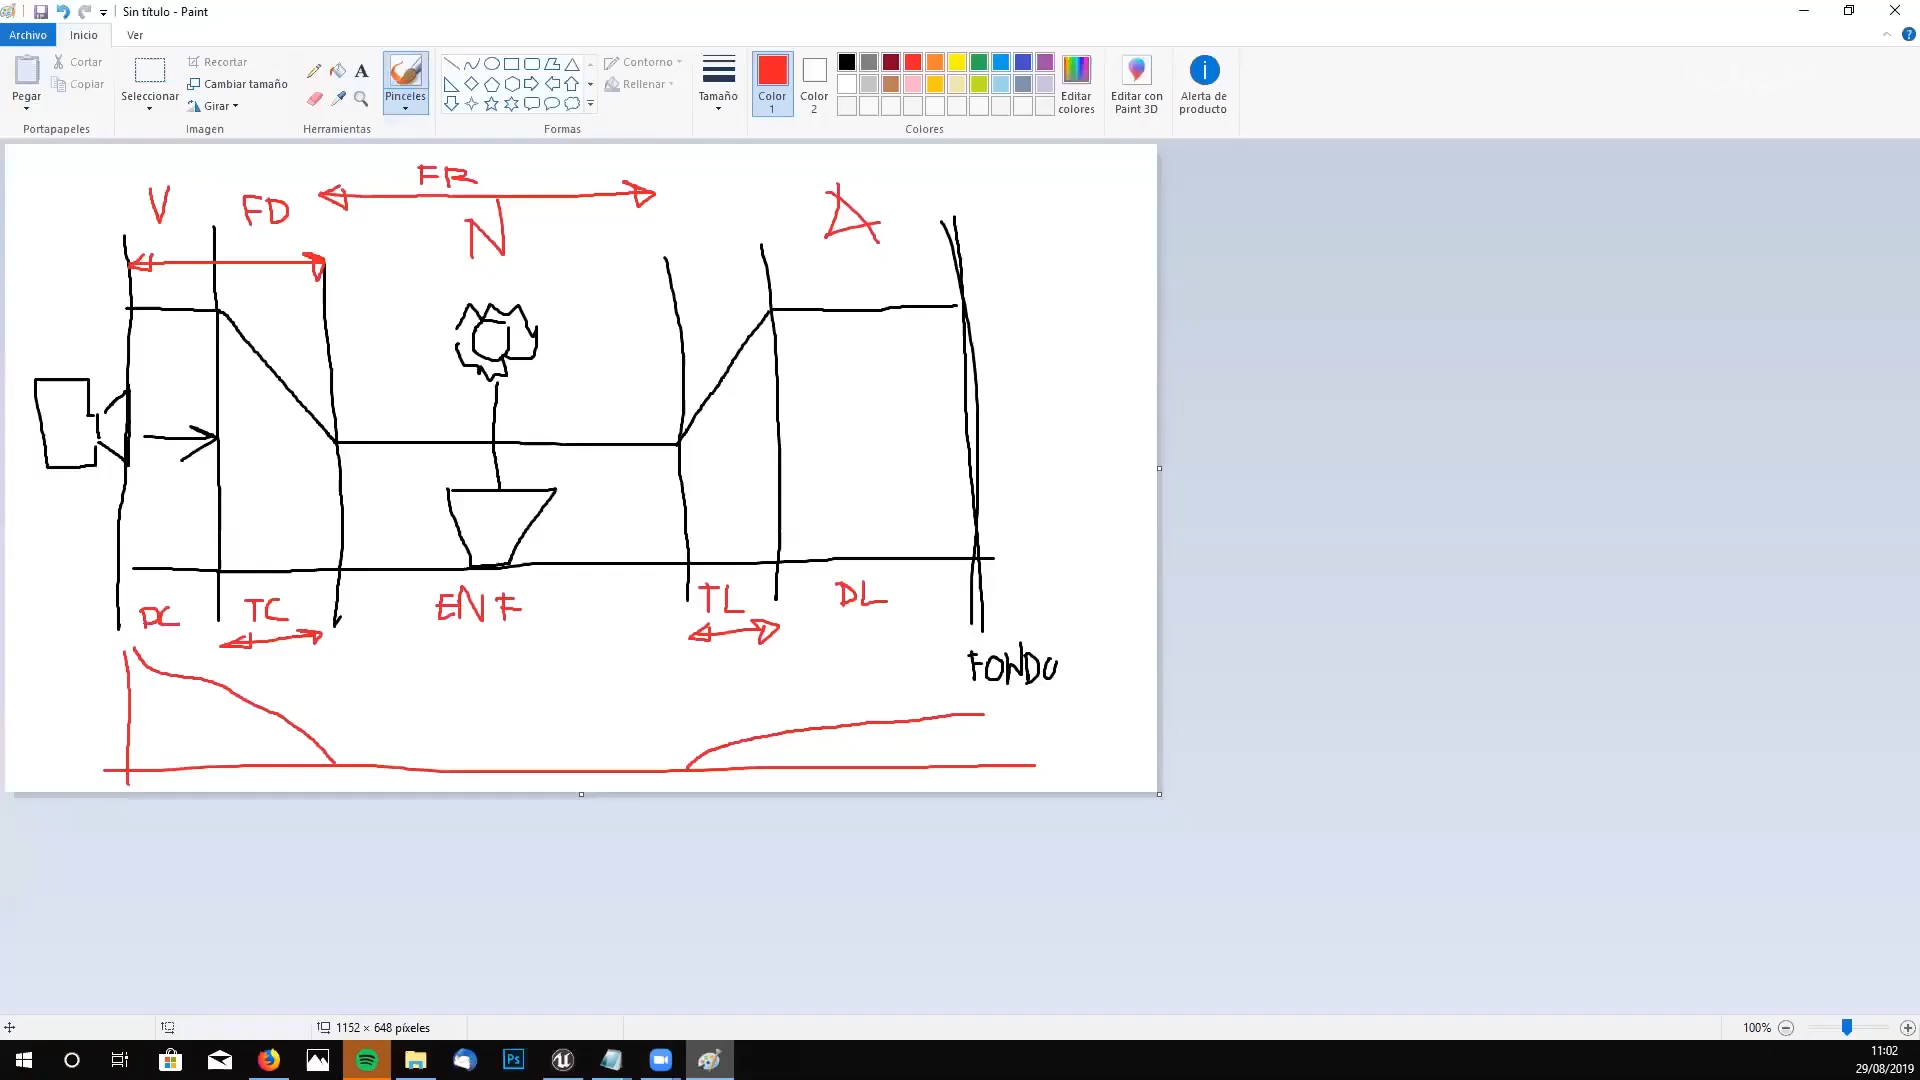 Sin título - Paint
Archivo Inicio Ver
Pegar
Cortar
Copiar
Portapapeles
Seleccionar
Recortar
Cambiar tamaño
Girar
Imagen
Herramientas
Pinceles
Contorno
Rellenar
Formas
Tamaño
Color 1
Color 2
Editar colores
Colores
Editar con Paint 3D
Alerta de producto
V FD FR
N
A
DC TC ENF TL DL
FONDO
1152 × 648 píxeles
100%
11:02
29/08/2019